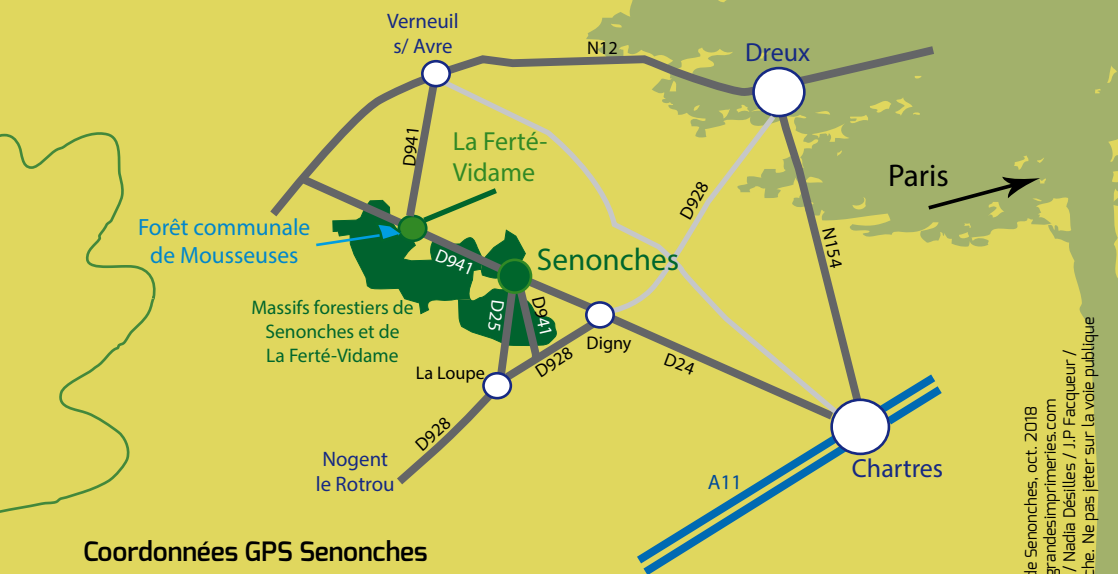 Verneuil
s/ Avre
N12
Dreux
D941
La Ferté-
Vidame
Paris
D928
N154
Forêt communale
de Mousseuses
D941
Senonches
Massifs forestiers de
Senonches et de
La Ferté-Vidame
D25
D941
Digny
D24
La Loupe
D928
D928
Nogent
le Rotrou
A11
Chartres
Coordonnées GPS Senonches
de Senonches, oct. 2018
grandesimprimeries.com
/ Nadia Désilles / J.P Facqueur /
che. Ne pas jeter sur la voie publique